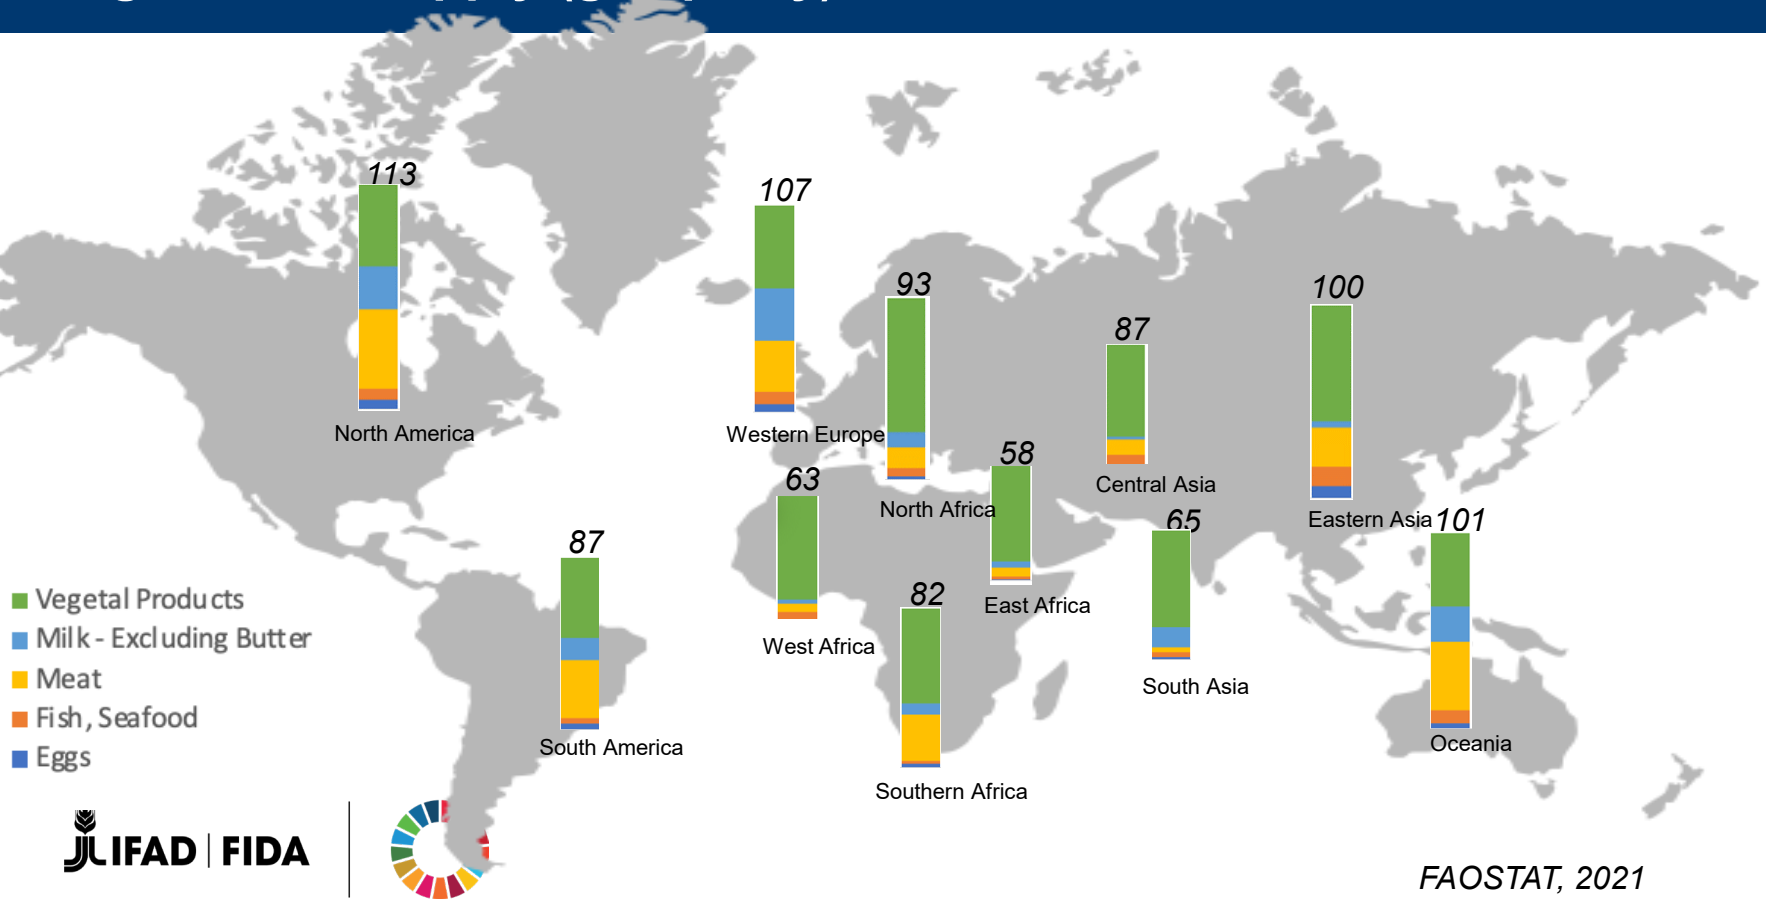 113
107
93
100
87
North America
Western Europe
58
63
Central Asia
North Africa
65
Eastern Asia
101
87
82
East Africa
West Africa
South Asia
South America
Oceania
Southern Africa
Vegetal Products
Milk - Excluding Butter
Meat
Fish, Seafood
Eggs
IFAD | FIDA
FAOSTAT, 2021